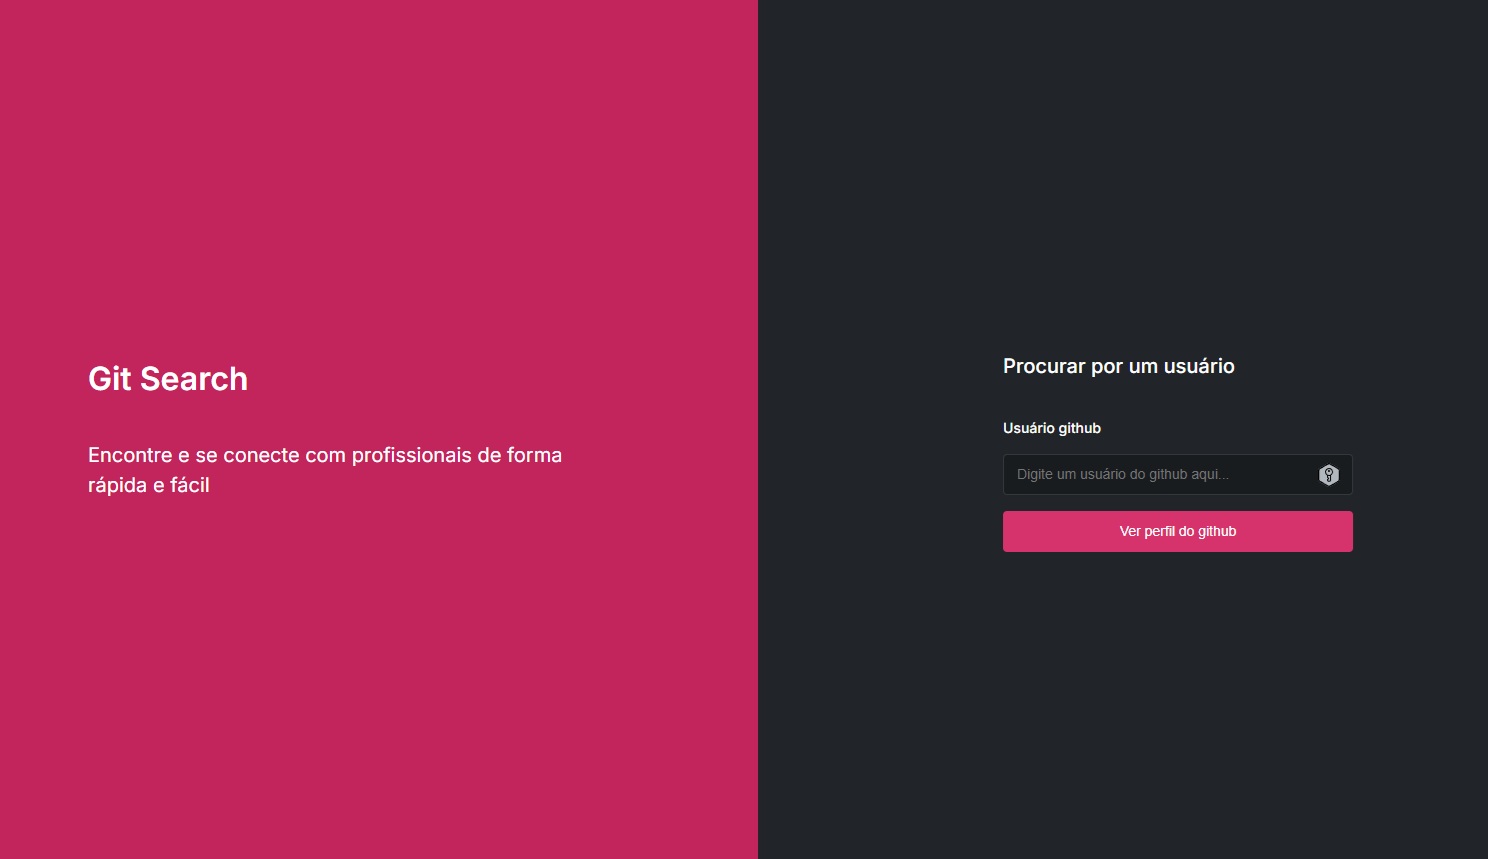 Git Search
Encontre e se conecte com profissionais de forma
rápida e fácil
Procurar por um usuário
Usuário github
Digite um usuário do github aqui...
Ver perfil do github